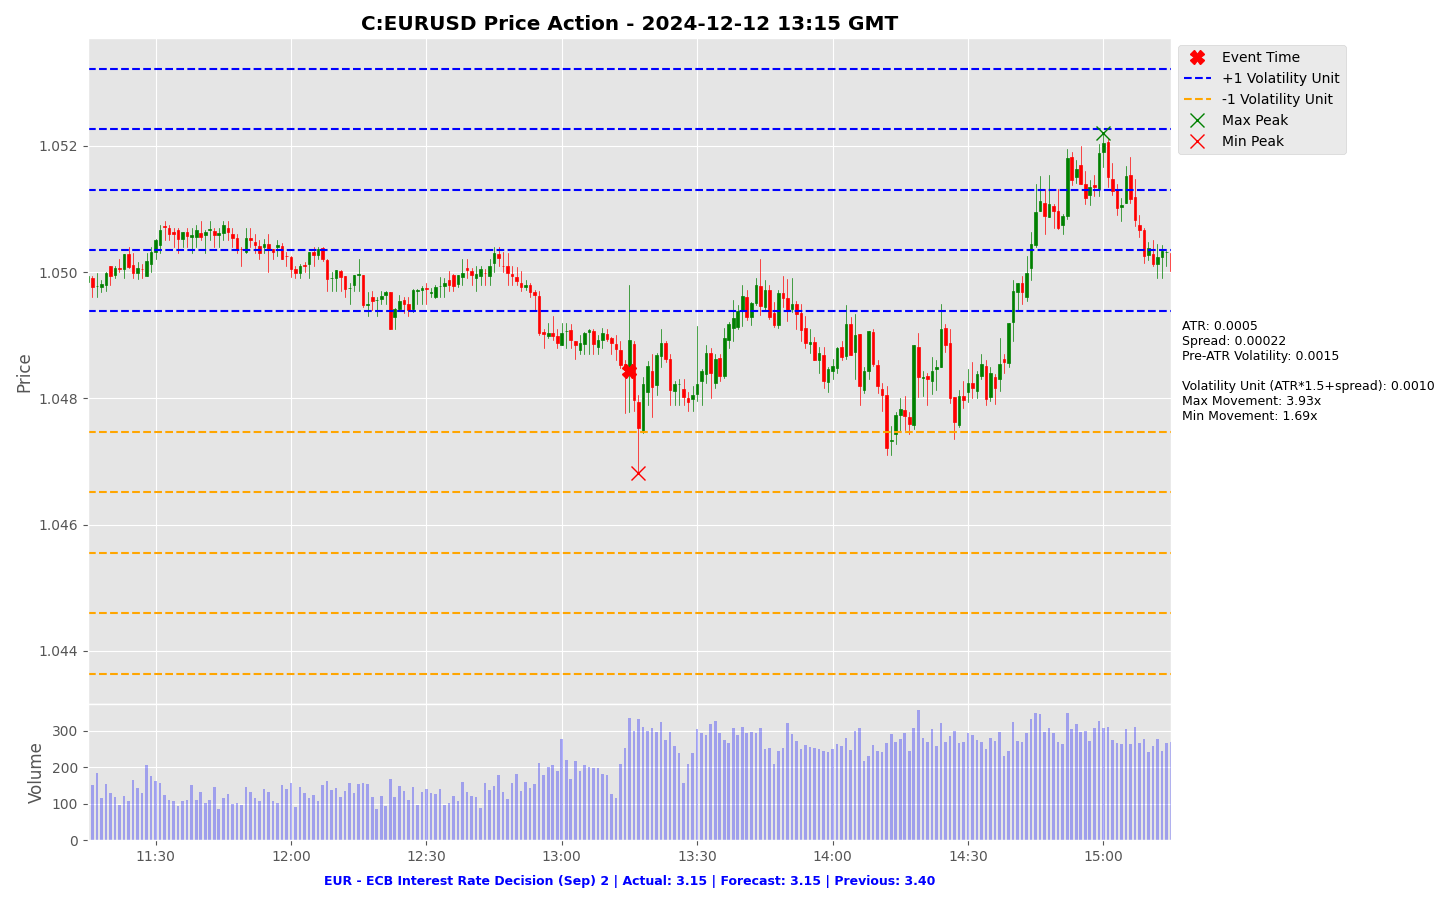 C:EURUSD Price Action - 2024-12-12 13:15 GMT
Event Time
+1 Volatility Unit
-1 Volatility Unit
Max Peak
Min Peak
1.052
1.050
1.048
1.046
1.044
Price
ATR: 0.0005
Spread: 0.00022
Pre-ATR Volatility: 0.0015
Volatility Unit (ATR*1.5+spread): 0.0010
Max Movement: 3.93x
Min Movement: 1.69x
300
200
100
0
Volume
11:30 12:00 12:30 13:00 13:30 14:00 14:30 15:00
EUR - ECB Interest Rate Decision (Sep) 2 | Actual: 3.15 | Forecast: 3.15 | Previous: 3.40